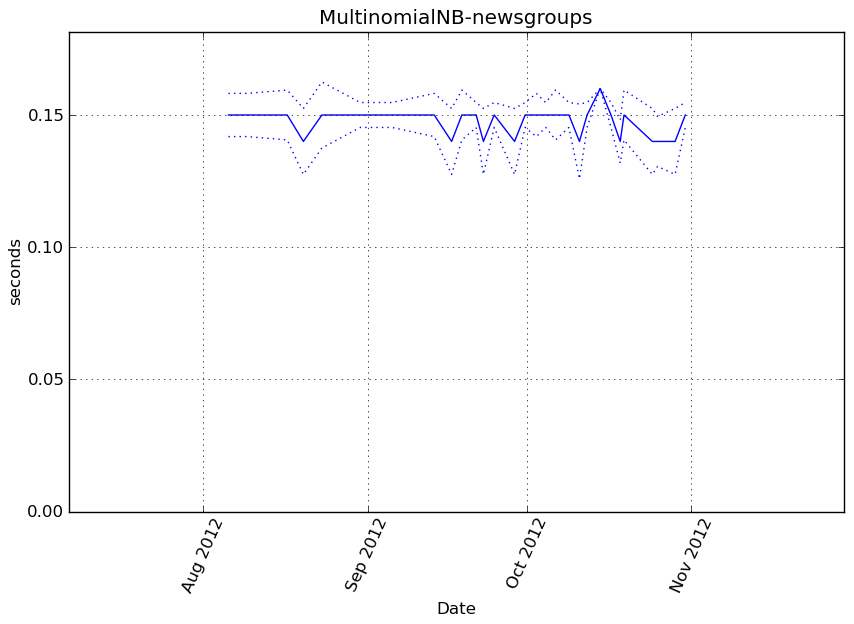 MultinomialNB-newsgroups
0.15
0.10
0.05
0.00
seconds
Aug 2012
Sep 2012
Oct 2012
Nov 2012
Date